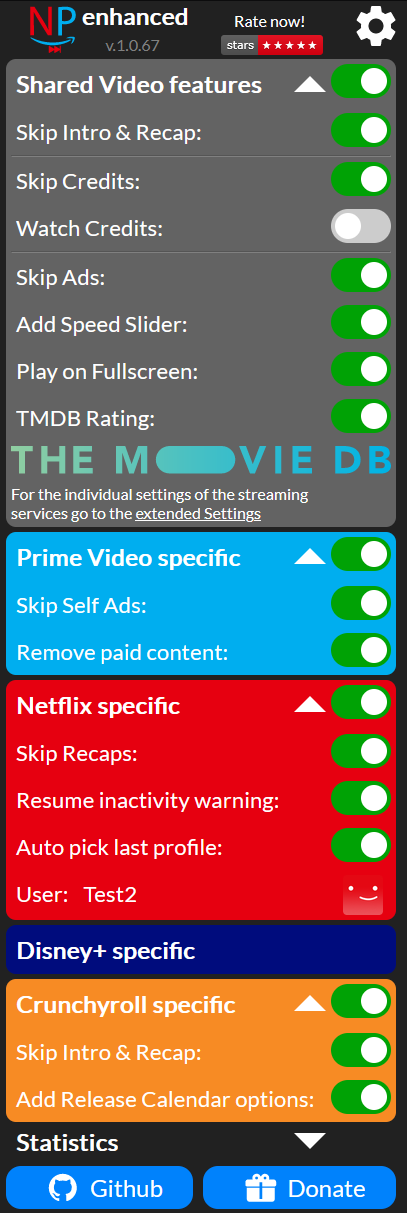 NP enhanced
v.1.0.67
Rate now!
stars ★★★★★
Shared Video features
Skip Intro & Recap:
Skip Credits:
Watch Credits:
Skip Ads:
Add Speed Slider:
Play on Fullscreen:
TMDB Rating:
THE MOVIE DB
For the individual settings of the streaming
services go to the extended Settings
Prime Video specific
Skip Self Ads:
Remove paid content:
Netflix specific
Skip Recaps:
Resume inactivity warning:
Auto pick last profile:
User: Test2
Disney+ specific
Crunchyroll specific
Skip Intro & Recap:
Add Release Calendar options:
Statistics
Github
Donate